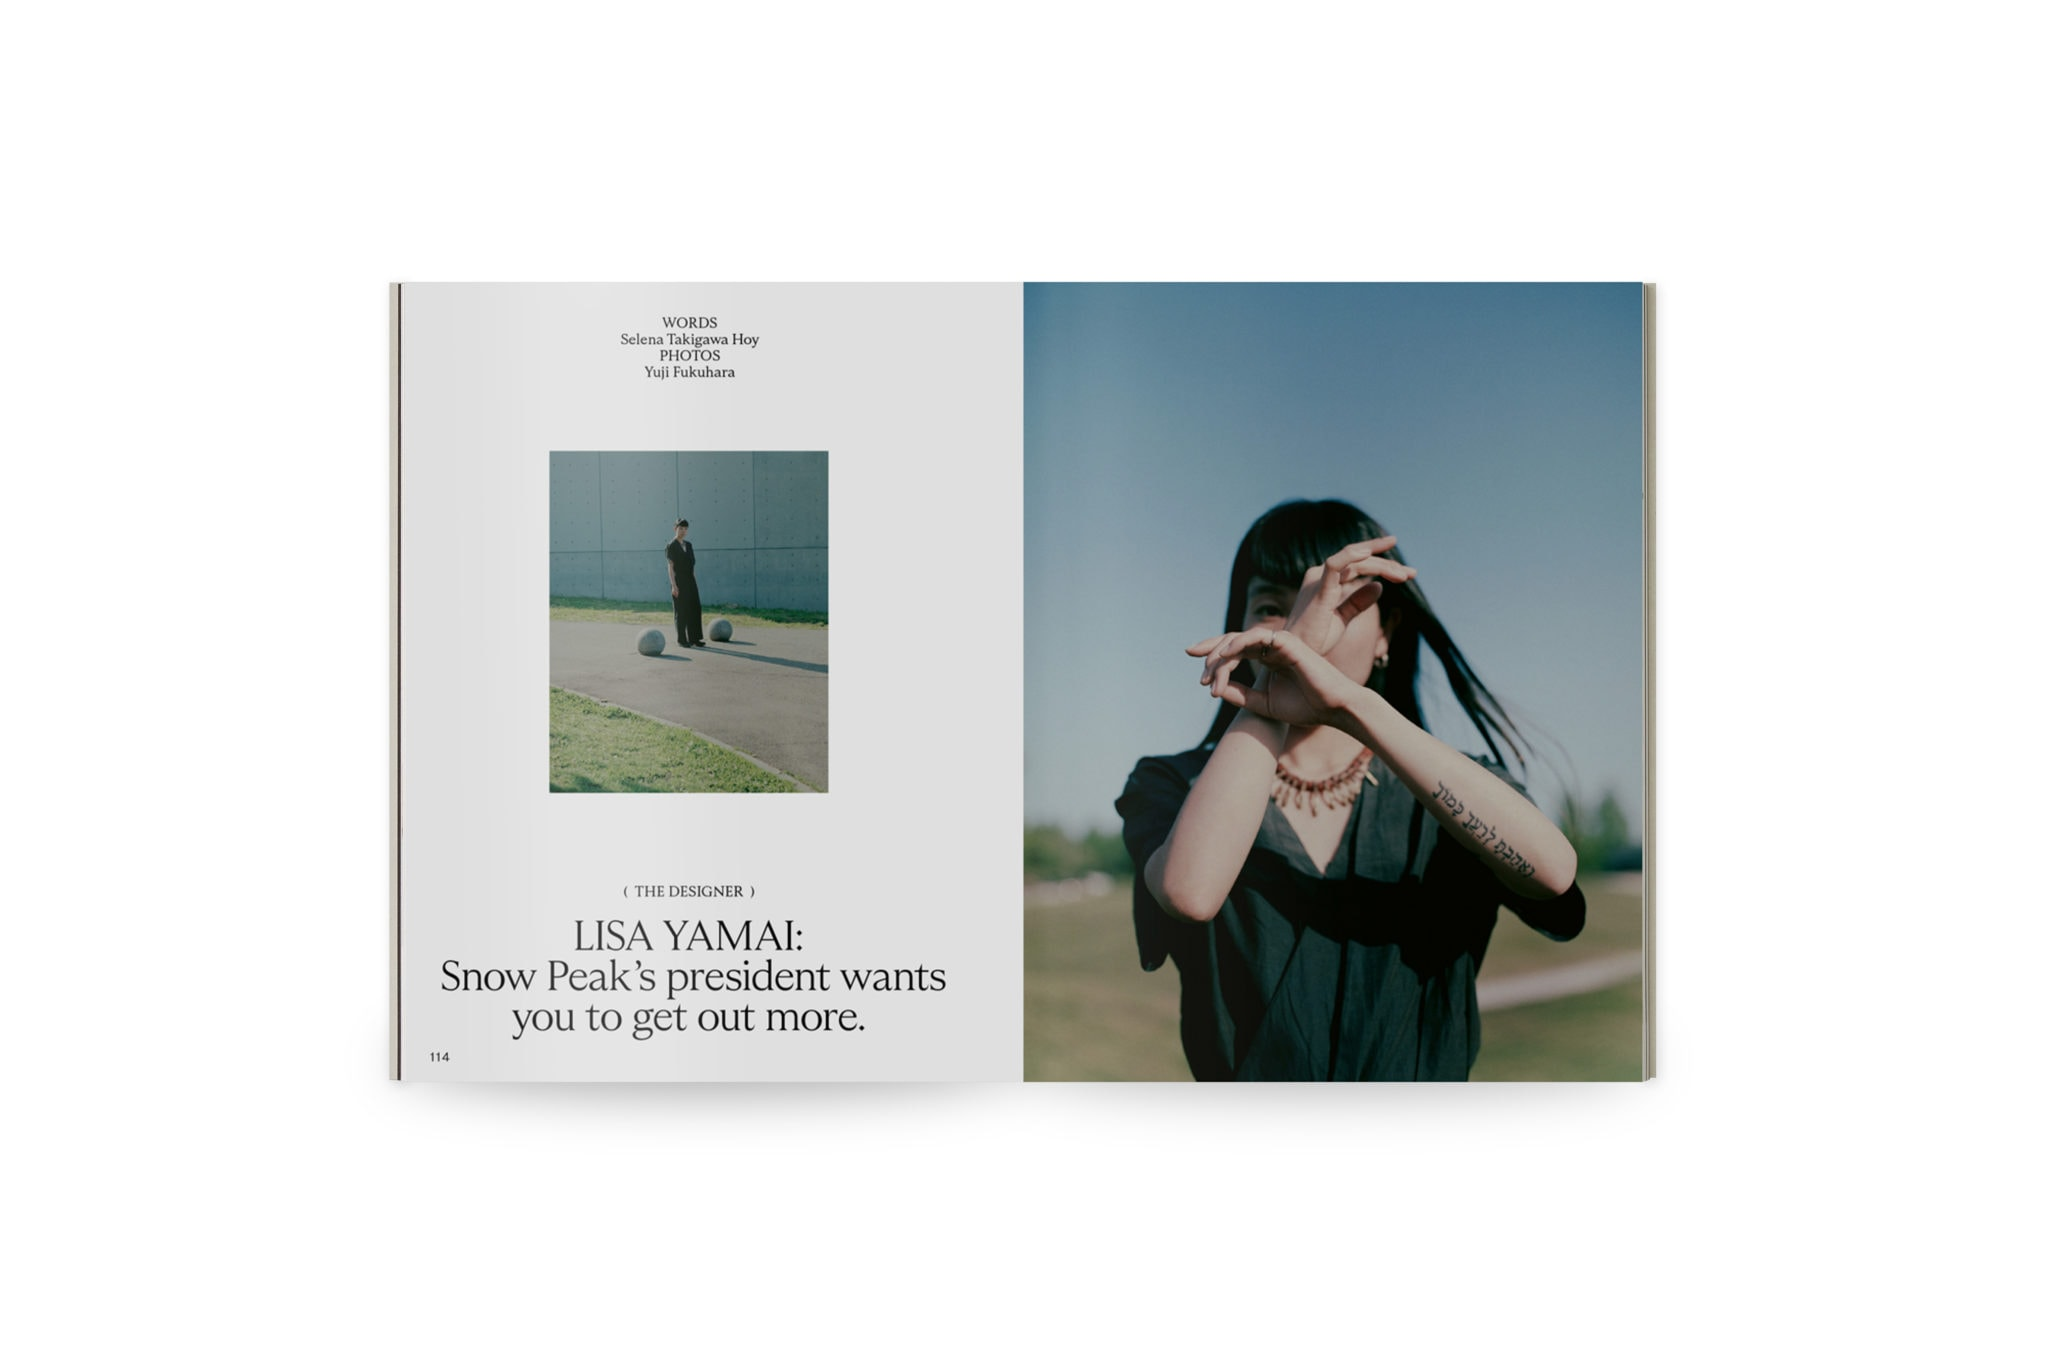 WORDS
Selena Takigawa Hoy
PHOTOS
Yuji Fukuhara
( THE DESIGNER )
LISA YAMAI:
Snow Peak’s president wants
you to get out more.
114
ואהבת לרעך כמוך